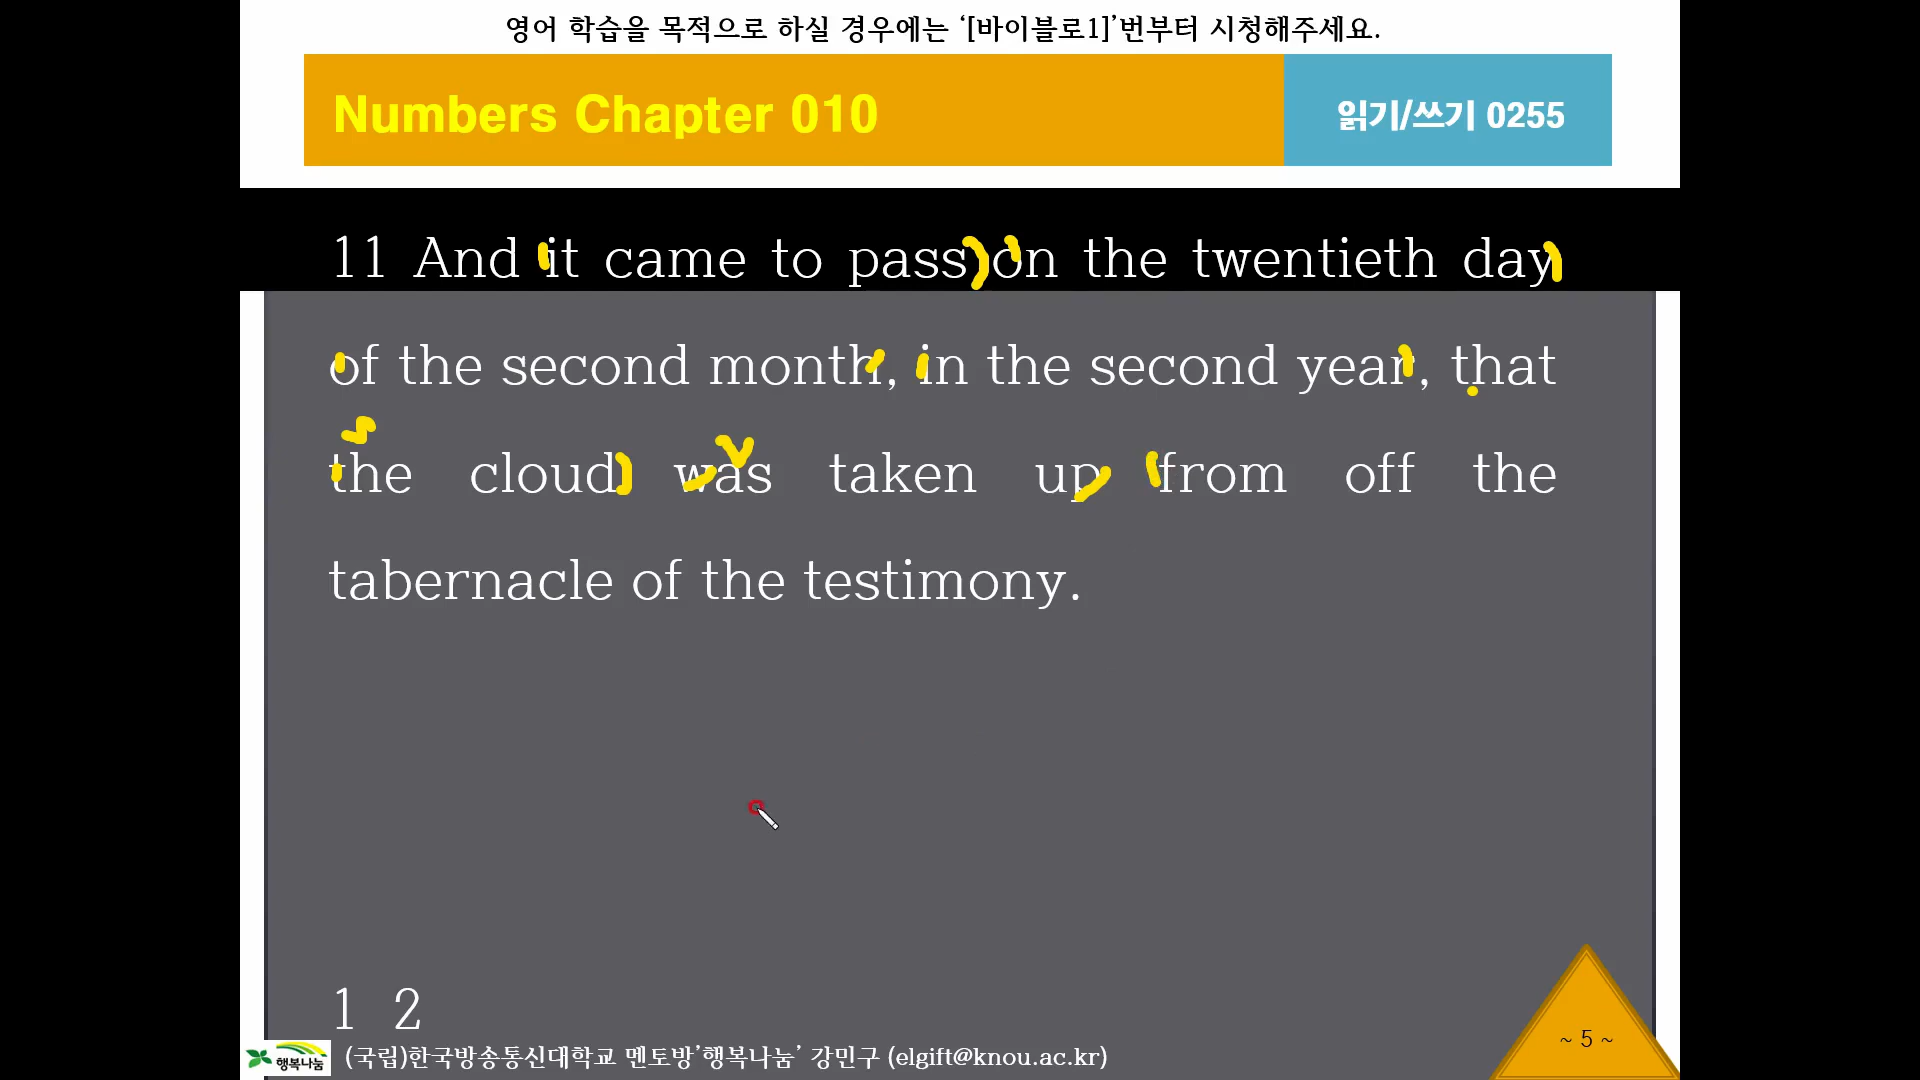 영어 학습을 목적으로 하실 경우에는 ‘[바이블로1]’번부터 시청해주세요.
Numbers Chapter 010
읽기/쓰기 0255
11 And it came to pass on the twentieth day
of the second month, in the second year, that
the cloud was taken up from off the
tabernacle of the testimony.
1 2
~ 5 ~
행복나눔
(국립)한국방송통신대학교 멘토방’행복나눔’ 강민구 (elgift@knou.ac.kr)